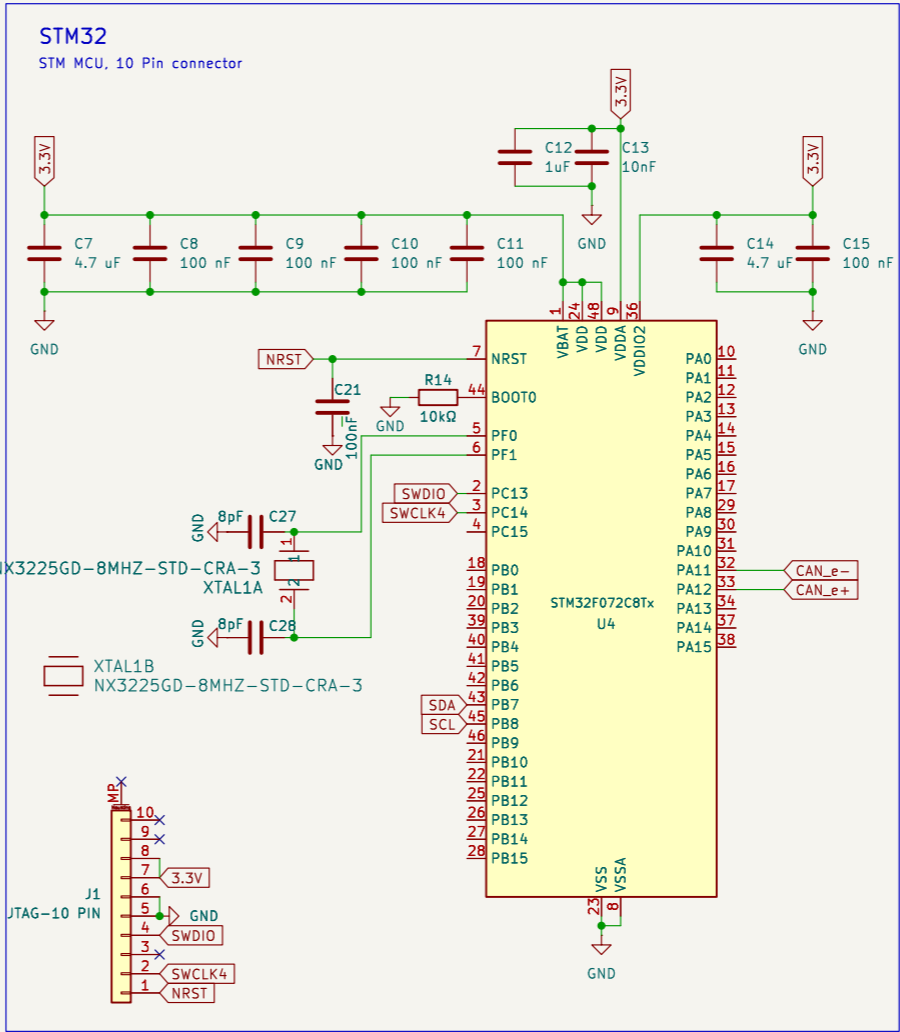 STM32
STM MCU, 10 Pin connector
3.3V
3.3V
3.3V
C12
1uF
C13
10nF
GND
C7
4.7 uF
C8
100 nF
C9
100 nF
C10
100 nF
C11
100 nF
C14
4.7 uF
C15
100 nF
GND
GND
1
24
48
9
36
VBAT
VDD
VDD
VDDA
VDDIO2
NRST
7
NRST
C21
100nF
GND
R14
10kΩ
GND
44
BOOT0
5
PF0
6
PF1
SWDIO
2
PC13
SWCLK4
3
PC14
4
PC15
18
PB0
19
PB1
20
PB2
39
PB3
40
PB4
41
PB5
42
PB6
SDA
43
PB7
SCL
45
PB8
46
PB9
21
PB10
22
PB11
25
PB12
26
PB13
27
PB14
28
PB15
PA0
10
PA1
11
PA2
12
PA3
13
PA4
14
PA5
15
PA6
16
PA7
17
PA8
29
PA9
30
PA10
31
PA11
32
CAN_e-
PA12
33
CAN_e+
PA13
34
PA14
37
PA15
38
STM32F072C8Tx
U4
VSS
VSSA
23
8
GND
GND
8pF
C27
1
1
NX3225GD-8MHZ-STD-CRA-3
XTAL1A
2
2
GND
8pF
C28
XTAL1B
NX3225GD-8MHZ-STD-CRA-3
MP
10
9
8
7
3.3V
6
J1
JTAG-10 PIN
5
GND
4
SWDIO
3
2
SWCLK4
1
NRST